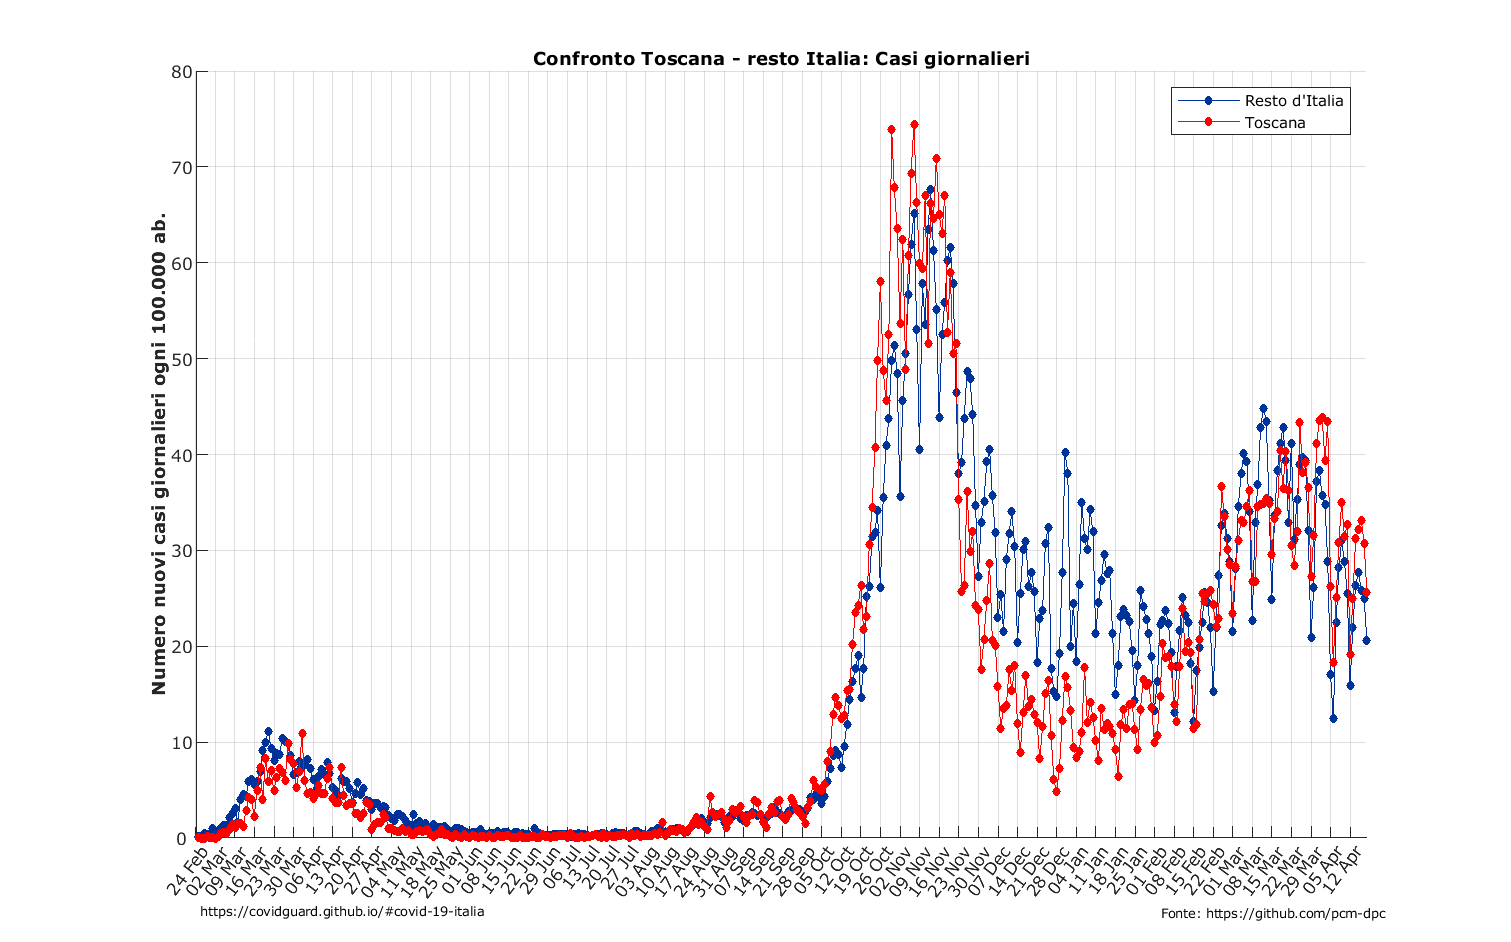 Confronto Toscana - resto Italia: Casi giornalieri
Resto d'Italia
Toscana
Numero nuovi casi giornalieri ogni 100.000 ab.
80
70
60
50
40
30
20
10
0
24 Feb
02 Mar
09 Mar
16 Mar
23 Mar
30 Mar
06 Apr
13 Apr
20 Apr
27 Apr
04 May
11 May
18 May
25 May
01 Jun
08 Jun
15 Jun
22 Jun
29 Jun
06 Jul
13 Jul
20 Jul
27 Jul
03 Aug
10 Aug
17 Aug
24 Aug
31 Aug
07 Sep
14 Sep
21 Sep
28 Sep
05 Oct
12 Oct
19 Oct
26 Oct
02 Nov
09 Nov
16 Nov
23 Nov
30 Nov
07 Dec
14 Dec
21 Dec
28 Dec
04 Jan
11 Jan
18 Jan
25 Jan
01 Feb
08 Feb
15 Feb
22 Feb
01 Mar
08 Mar
15 Mar
22 Mar
29 Mar
05 Apr
12 Apr
https://covidguard.github.io/#covid-19-italia
Fonte: https://github.com/pcm-dpc